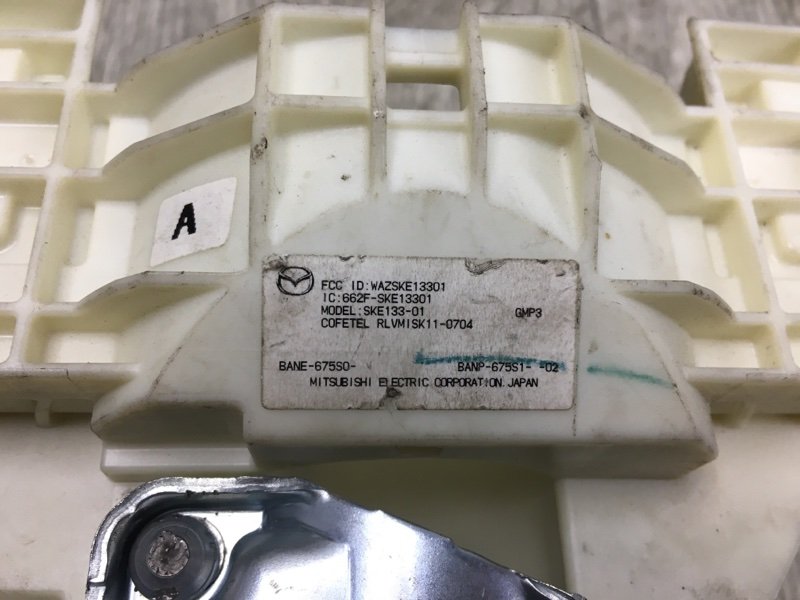 A
FCC ID:WAZSKE13301
IC:662F-SKE13301
MODEL:SKE133-01 GMP3
COFETEL RLVMISK11-0704
BANE-675S0- BANP-675S1- -02
MITSUBISHI ELECTRIC CORPORATION.JAPAN